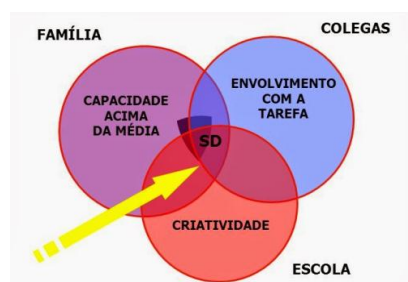 FAMÍLIA
COLEGAS
CAPACIDADE
ACIMA
DA MÉDIA
ENVOLVIMENTO
COM A
TAREFA
SD
CRIATIVIDADE
ESCOLA